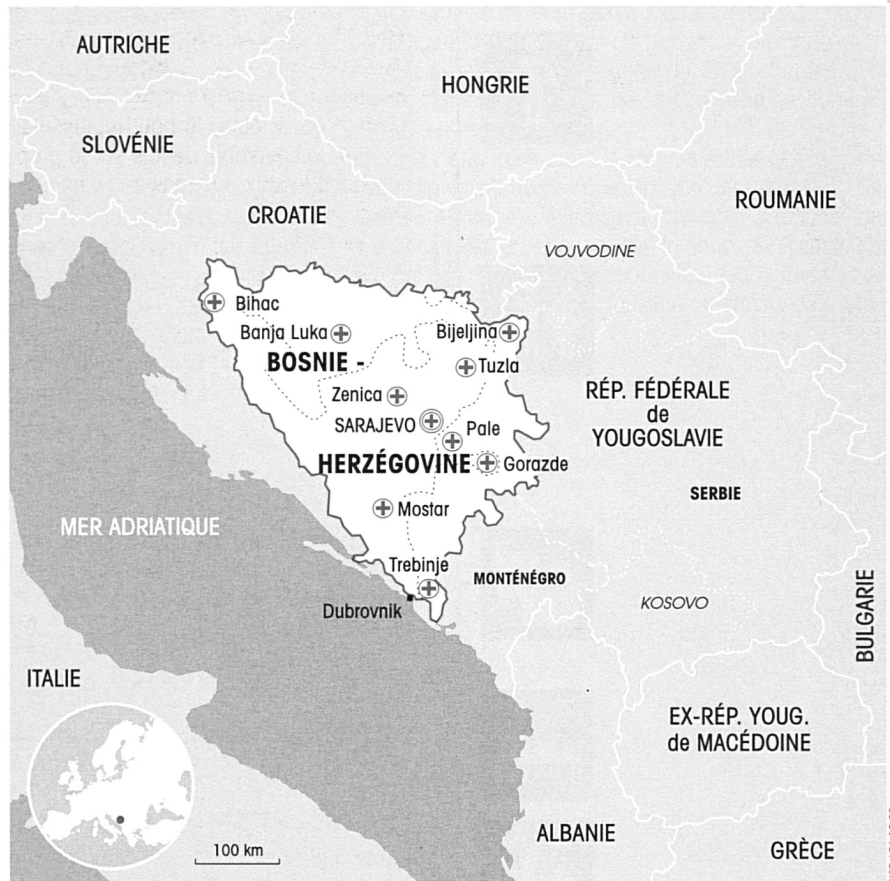 AUTRICHE
HONGRIE
SLOVÉNIE
ROUMANIE
CROATIE
VOJVODINE
Bihac
Banja Luka
Bijeljina
BOSNIE -
Tuzla
Zenica
RÉP. FÉDÉRALE
de
YOUGOSLAVIE
SARAJEVO
Pale
HERZÉGOVINE
Gorazde
SERBIE
Mostar
MER ADRIATIQUE
Trebinje
MONTÉNÉGRO
Dubrovnik
KOSOVO
BULGARIE
ITALIE
EX-RÉP. YOUG.
de MACÉDOINE
ALBANIE
100 km
GRÈCE